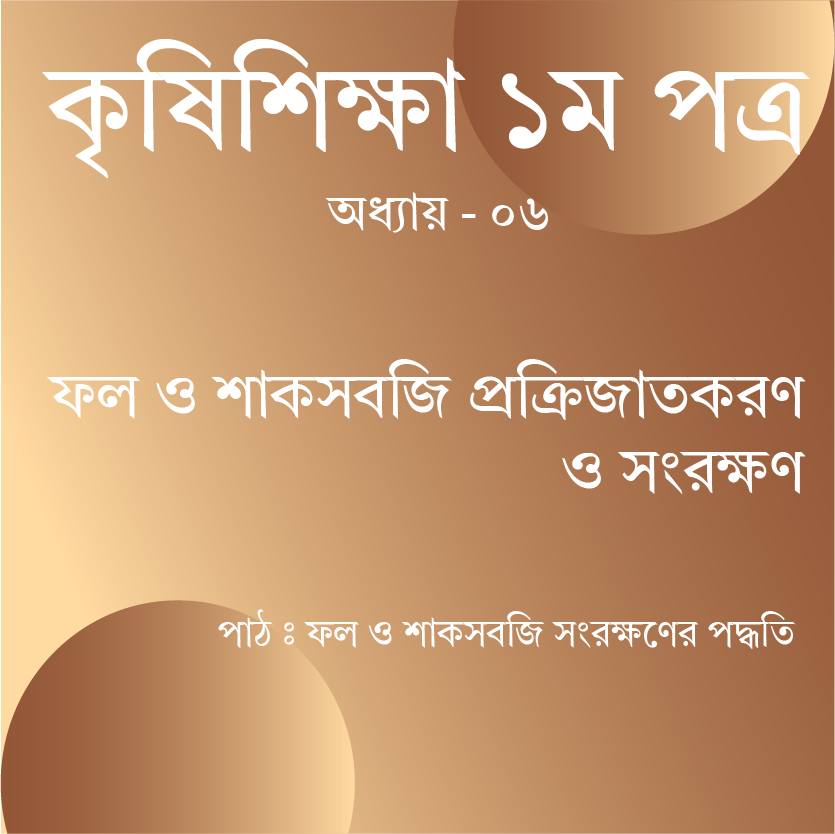 কৃষিশিক্ষা ১ম পত্র
অধ্যায় - ০৬
ফল ও শাকসবজি প্রক্রিজাতকরণ
ও সংরক্ষণ
পাঠ ঃ ফল ও শাকসবজি সংরক্ষণের পদ্ধতি